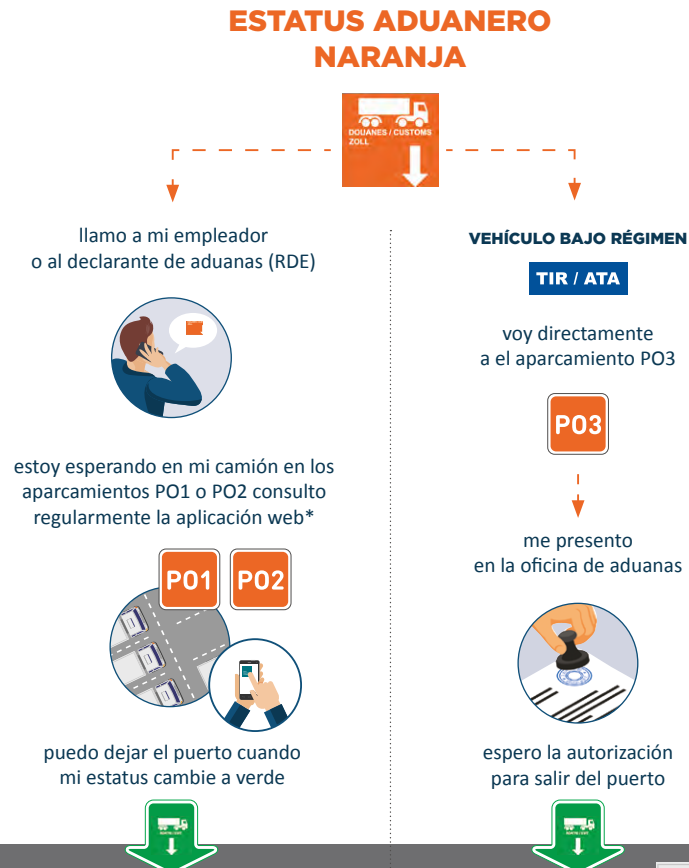 ESTATUS ADUANERO
NARANJA
DOUANES / CUSTOMS
ZOLL
llamo a mi empleador
o al declarante de aduanas (RDE)
estoy esperando en mi camión en los
aparcamientos PO1 o PO2 consulto
regularmente la aplicación web*
PO1
PO2
puedo dejar el puerto cuando
mi estatus cambie a verde
VEHÍCULO BAJO RÉGIMEN
TIR / ATA
voy directamente
a el aparcamiento PO3
PO3
me presento
en la oficina de aduanas
espero la autorización
para salir del puerto